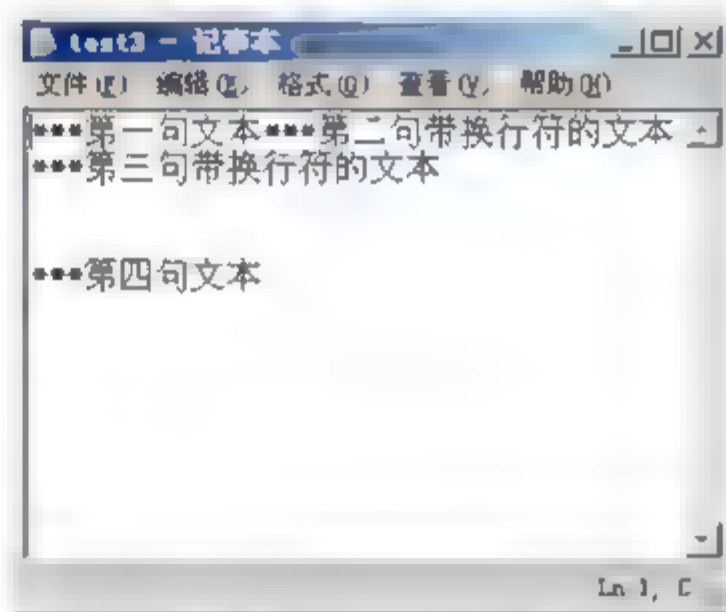 test3 - 记事本
文件(F) 编辑(E) 格式(O) 查看(V) 帮助(H)
***第一句文本***第二句带换行符的文本
***第三句带换行符的文本
***第四句文本
Ln 1, C